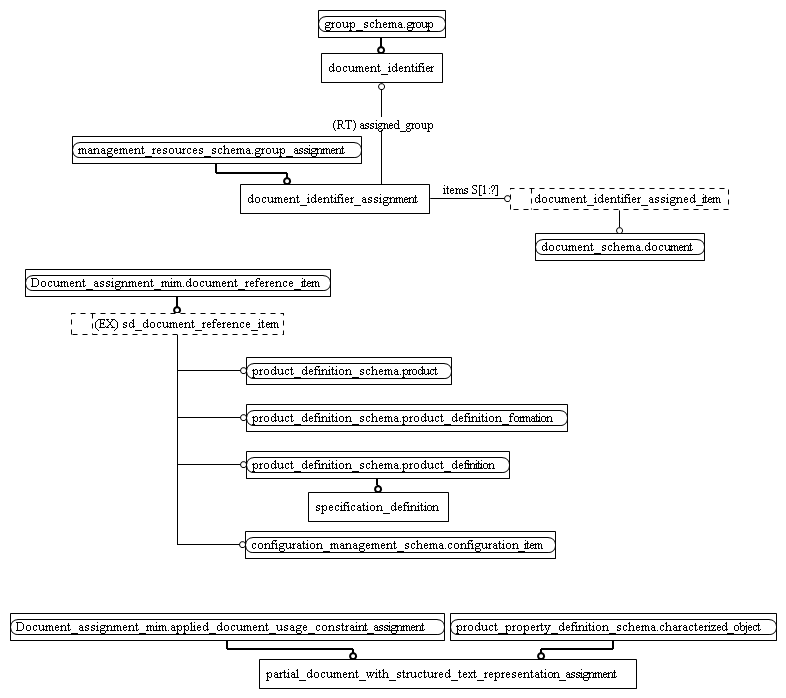 group_schema.group
document_identifier
(RT) assigned_group
management_resources_schema.group_assignment
document_identifier_assignment
items S[1:?]
document_identifier_assigned_item
document_schema.document
Document_assignment_mim.document_reference_item
(EX) sd_document_reference_item
product_definition_schema.product
product_definition_schema.product_definition_formation
product_definition_schema.product_definition
specification_definition
configuration_management_schema.configuration_item
Document_assignment_mim.applied_document_usage_constraint_assignment
product_property_definition_schema.characterized_object
partial_document_with_structured_text_representation_assignment